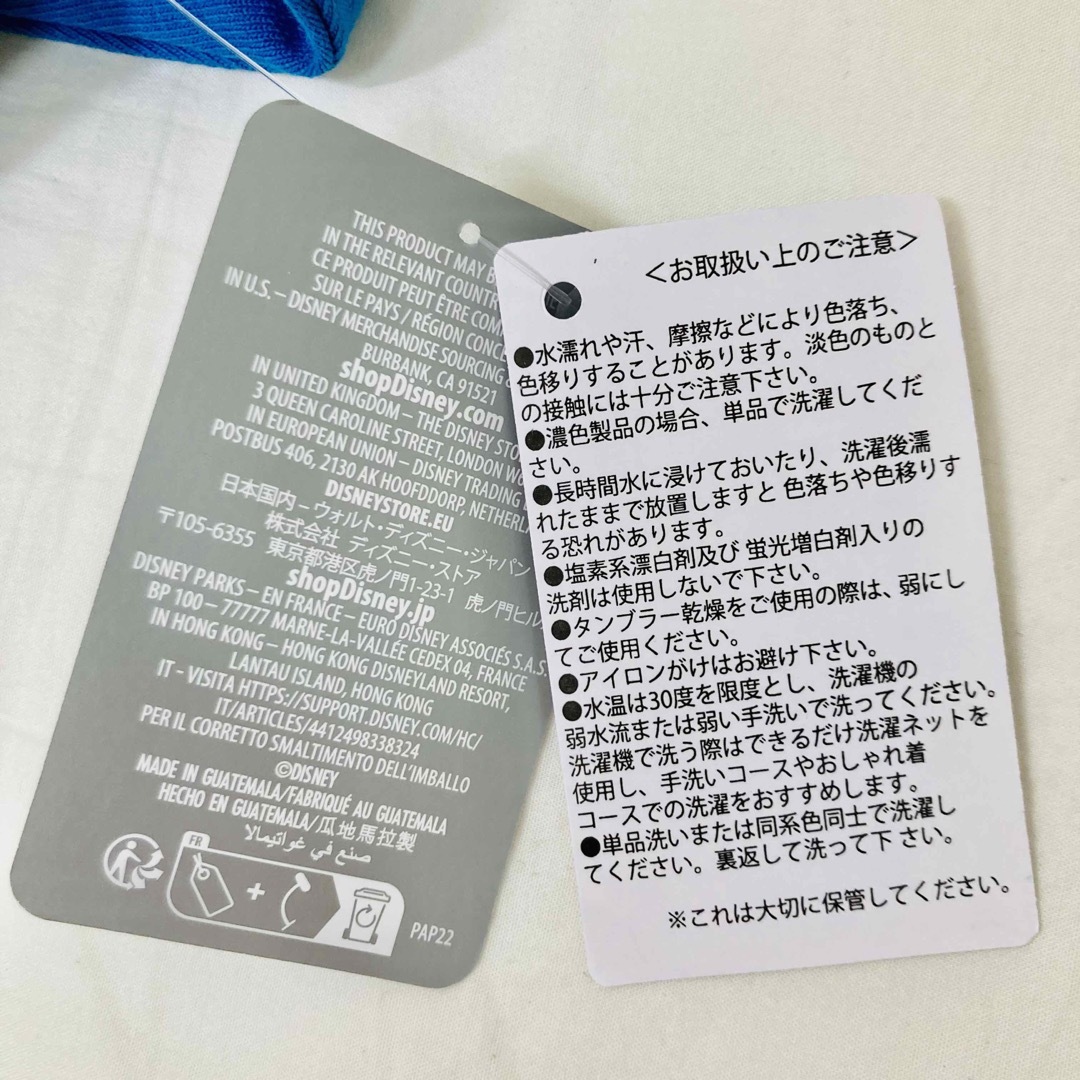 THIS PRODUCT MAY
IN THE RELEVANT
CE PRODUIT PEUT ÊTRE
SUR LE PAYS / RÉGION
IN U.S. – DISNEY MERCHANDISE SOURCING
BURBANK, CA 91521
shopDisney.com
IN UNITED KINGDOM – THE DISNEY
3 QUEEN CAROLINE STREET, LONDON
IN EUROPEAN UNION – DISNEY TRADING
POSTBUS 406, 2130 AK HOOFDDORP,
DISNEYSTORE.EU
日本国内 – ウォルト・ディズニー・ジャパン
株式会社 ディズニー・ストア
〒105-6355 東京都港区虎ノ門1-23-1 虎ノ門ヒル
shopDisney.jp
DISNEY PARKS – EN FRANCE – EURO DISNEY ASSOCIÉS S.A.S.
BP 100 – 77777 MARNE-LA-VALLÉE CEDEX 04, FRANCE
IN HONG KONG – HONG KONG DISNEYLAND RESORT,
LANTAU ISLAND, HONG KONG
IT - VISITA HTTPS://SUPPORT.DISNEY.COM/HC/
IT/ARTICLES/4412498338324
PER IL CORRETTO SMALTIMENTO DELL'IMBALLO
©DISNEY
MADE IN GUATEMALA/FABRIQUÉ AU GUATEMALA
HECHO EN GUATEMALA/瓜地馬拉製
صنع في غواتيمالا
FR
+
PAP22
＜お取扱い上のご注意＞
●水濡れや汗、摩擦などにより色落ち、
色移りすることがあります。淡色のものと
の接触には十分ご注意下さい。
●濃色製品の場合、単品で洗濯してくだ
さい。
●長時間水に浸けておいたり、洗濯後濡
れたままで放置しますと 色落ちや色移りす
る恐れがあります。
●塩素系漂白剤及び 蛍光増白剤入りの
洗剤は使用しないで下さい。
●タンブラー乾燥をご使用の際は、弱にし
てご使用ください。
●アイロンがけはお避け下さい。
●水温は30度を限度とし、洗濯機の
弱水流または弱い手洗いで洗ってください。
洗濯機で洗う際はできるだけ洗濯ネットを
使用し、手洗いコースやおしゃれ着
コースでの洗濯をおすすめします。
●単品洗いまたは同系色同士で洗濯し
てください。裏返して洗って下 さい。
※これは大切に保管してください。